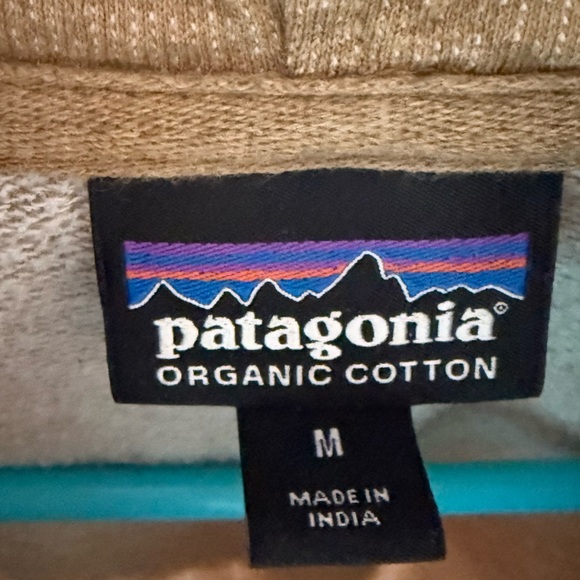 patagonia®
ORGANIC COTTON
M
MADE IN
INDIA